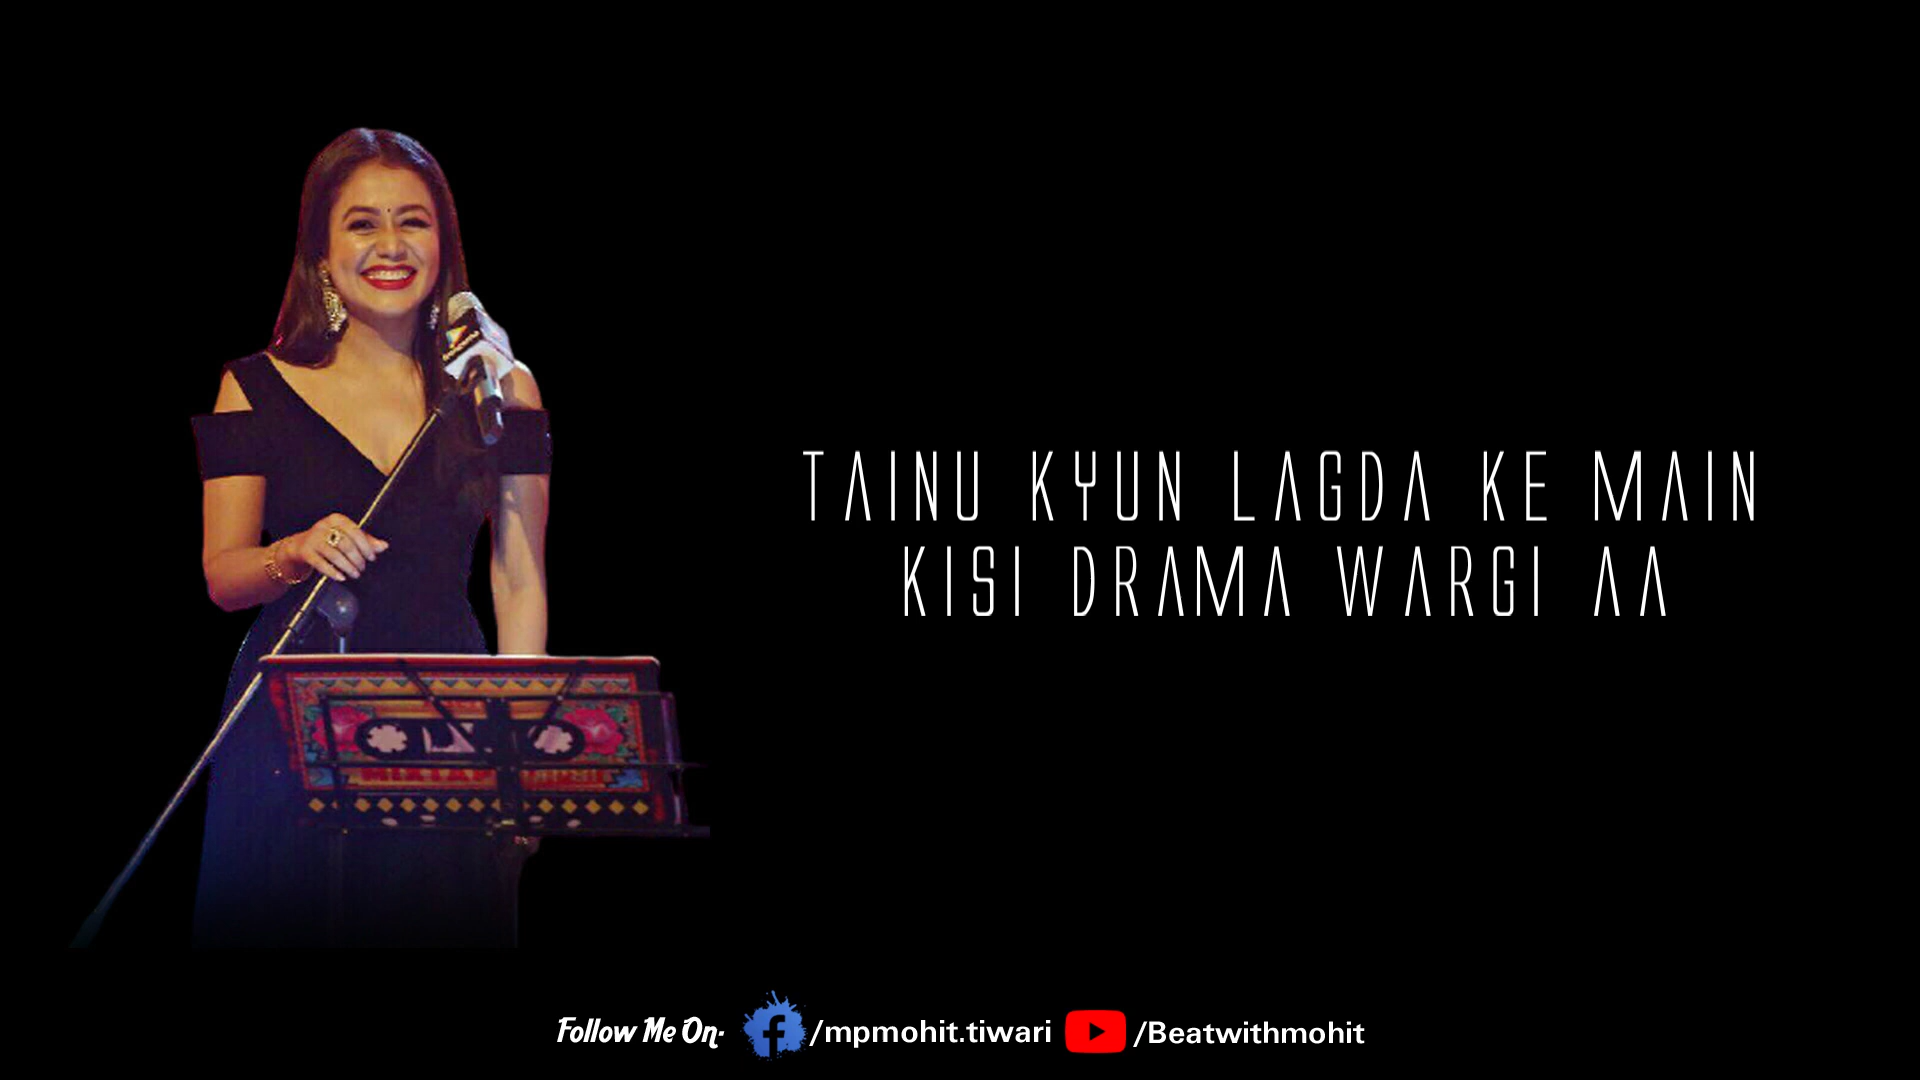 TAINU KYUN LAGDA KE MAIN
KISI DRAMA WARGI AA
Follow Me On- /mpmohit.tiwari /Beatwithmohit